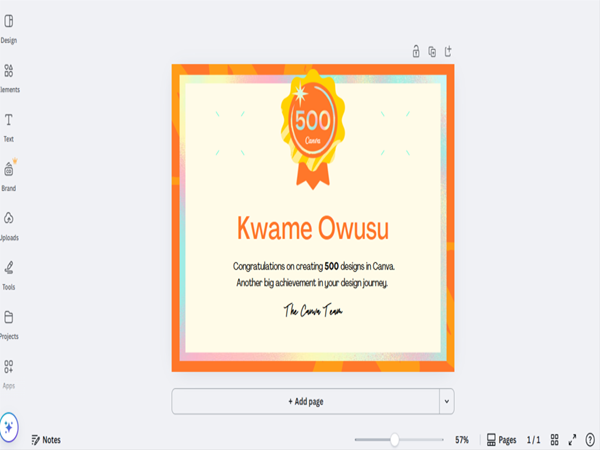 Design
Elements
Text
Brand
Uploads
Tools
Projects
Apps
500
Canva
Kwame Owusu
Congratulations on creating 500 designs in Canva.
Another big achievement in your design journey.
The Canva Team
+ Add page
Notes
57%
Pages
1 / 1